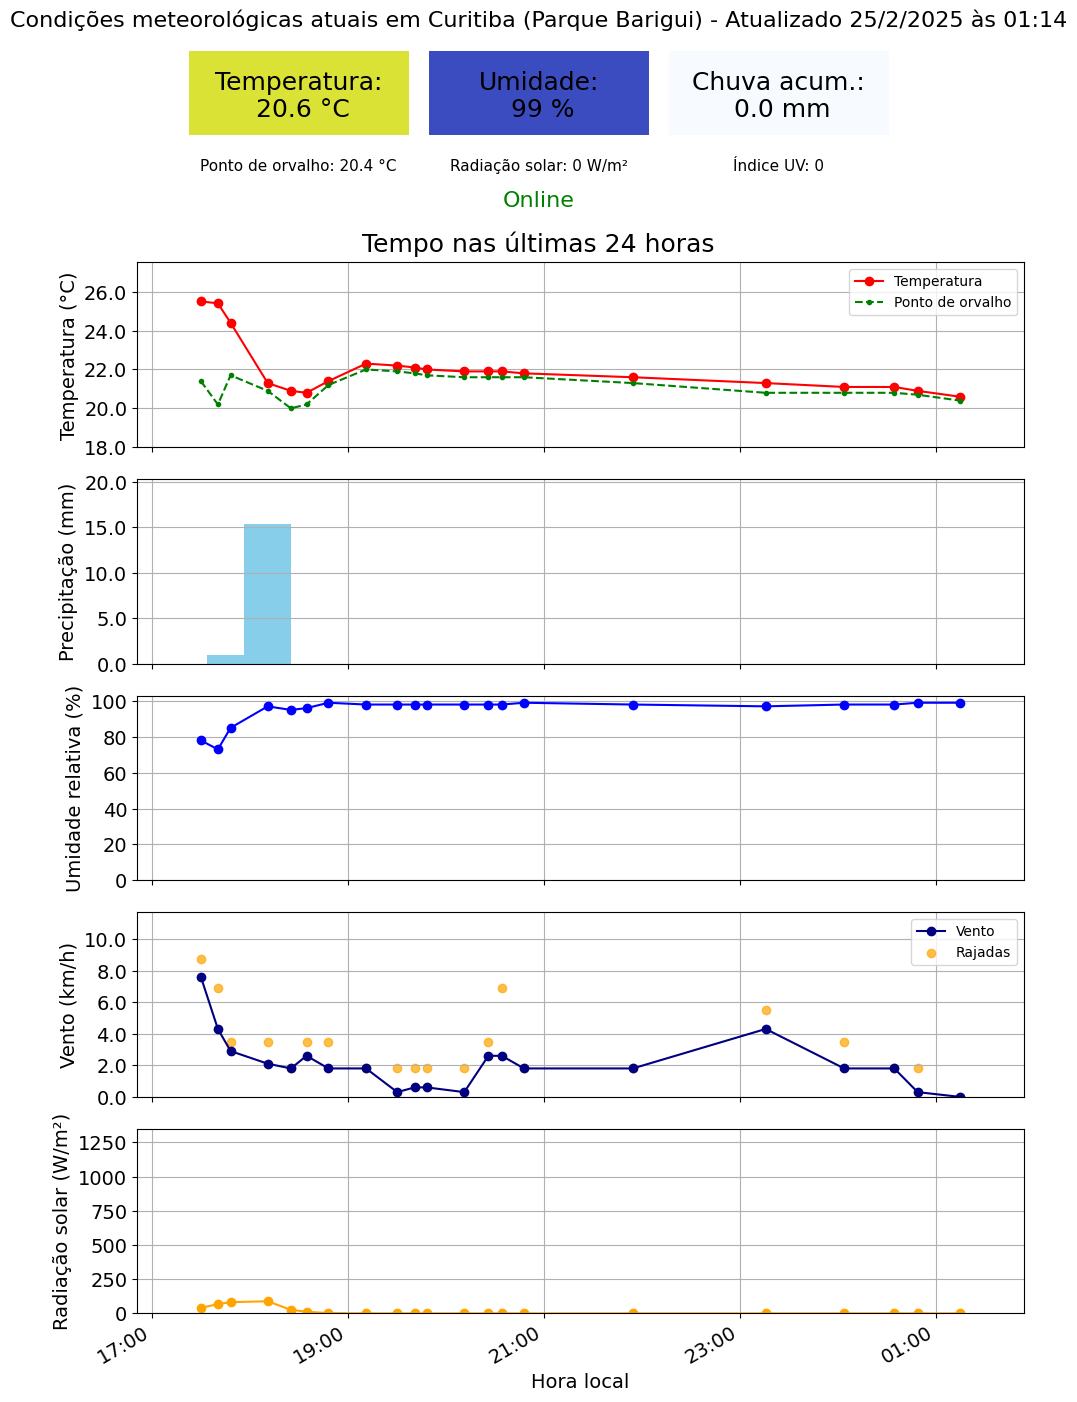 Condições meteorológicas atuais em Curitiba (Parque Barigui) - Atualizado 25/2/2025 às 01:14
Temperatura:
20.6 °C
Umidade:
99 %
Chuva acum.:
0.0 mm
Ponto de orvalho: 20.4 °C
Radiação solar: 0 W/m²
Índice UV: 0
Online
Tempo nas últimas 24 horas
Temperatura (°C)
26.0
24.0
22.0
20.0
18.0
Temperatura
Ponto de orvalho
Precipitação (mm)
20.0
15.0
10.0
5.0
0.0
Umidade relativa (%)
100
80
60
40
20
0
Vento (km/h)
10.0
8.0
6.0
4.0
2.0
0.0
Vento
Rajadas
Radiação solar (W/m²)
1250
1000
750
500
250
0
17:00
19:00
21:00
23:00
01:00
Hora local